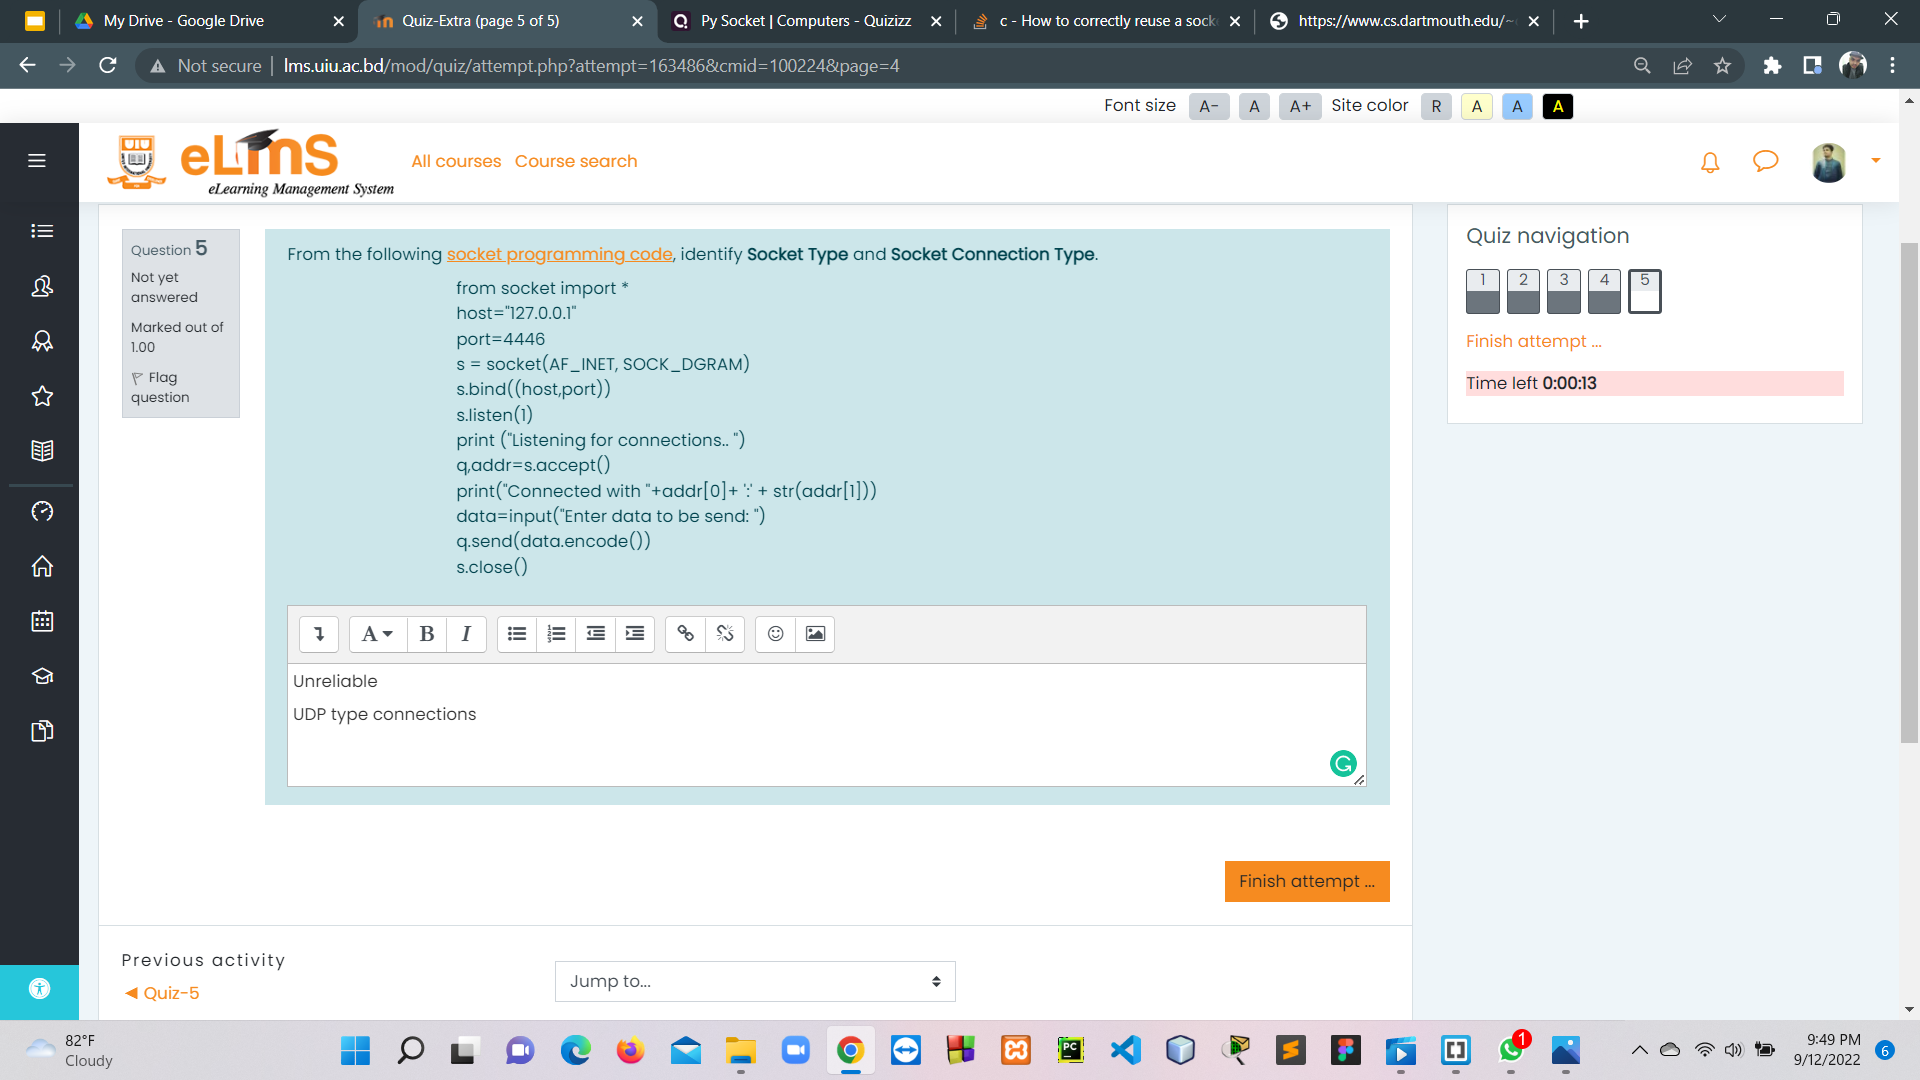 My Drive - Google Drive
Quiz-Extra (page 5 of 5)
Py Socket | Computers - Quizizz
c - How to correctly reuse a sock
https://www.cs.dartmouth.edu/~
Not secure | lms.uiu.ac.bd/mod/quiz/attempt.php?attempt=163486&cmid=100224&page=4
Font size A- A A+ Site color R A A A
UIU
eLmS
eLearning Management System
All courses Course search
Question 5
Not yet
answered
Marked out of
1.00
Flag
question
From the following socket programming code, identify Socket Type and Socket Connection Type.
from socket import *
host="127.0.0.1"
port=4446
s = socket(AF_INET, SOCK_DGRAM)
s.bind((host,port))
s.listen(1)
print ("Listening for connections.. ")
q,addr=s.accept()
print("Connected with "+addr[0]+ ':' + str(addr[1]))
data=input("Enter data to be send: ")
q.send(data.encode())
s.close()
A B I
Unreliable
UDP type connections
Finish attempt ...
Quiz navigation
1 2 3 4 5
Finish attempt ...
Time left 0:00:13
Previous activity
◄ Quiz-5
Jump to...
82°F
Cloudy
PC
1
9:49 PM
9/12/2022
6